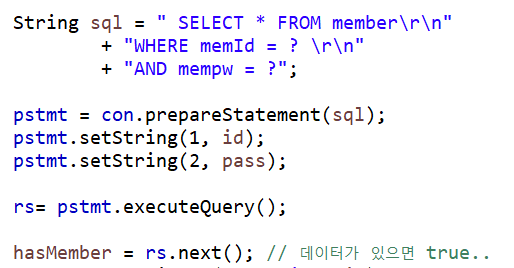 String sql = " SELECT * FROM member\r\n"
+ "WHERE memId = ? \r\n"
+ "AND mempw = ?";
pstmt = con.prepareStatement(sql);
pstmt.setString(1, id);
pstmt.setString(2, pass);
rs= pstmt.executeQuery();
hasMember = rs.next(); // 데이터가 있으면 true..